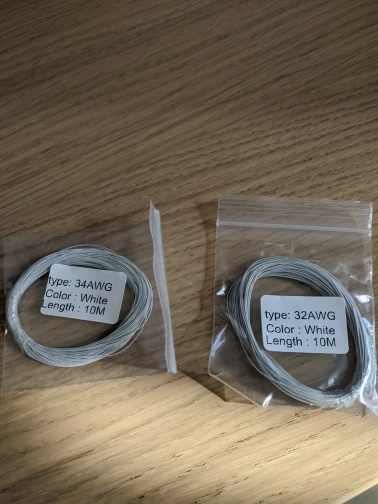 type: 34AWG
Color : White
Length : 10M
type: 32AWG
Color : White
Length : 10M